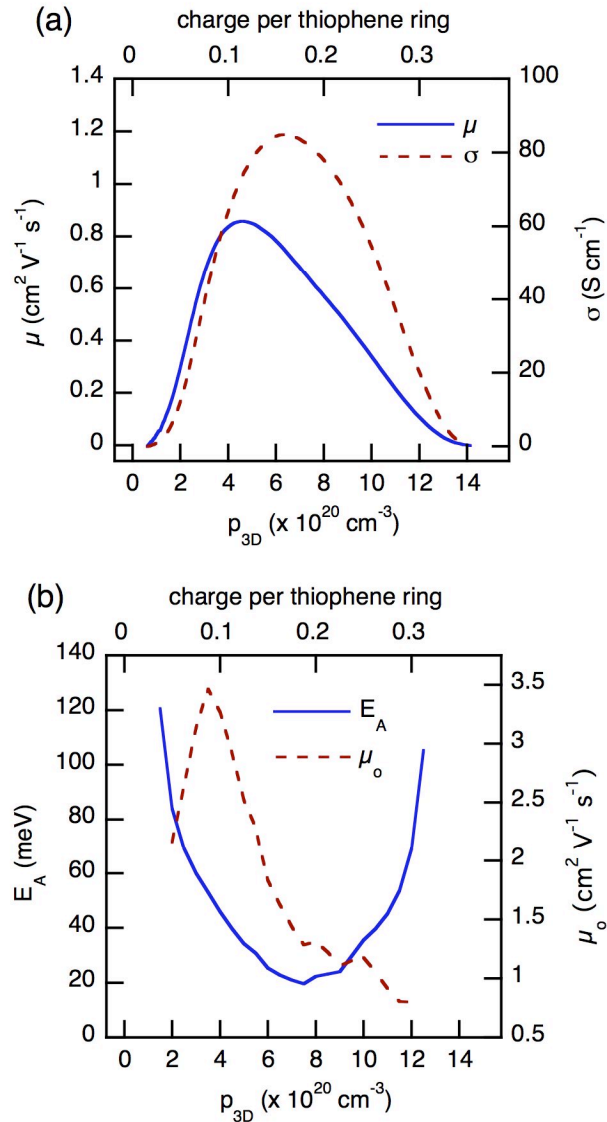 (a)
charge per thiophene ring
0 0.1 0.2 0.3
1.4
1.2
1
0.8
0.6
0.4
0.2
0
μ (cm² V⁻¹ s⁻¹)
μ
σ
100
80
60
40
20
0
σ (S cm⁻¹)
0 2 4 6 8 10 12 14
p₃D (x 10²⁰ cm⁻³)
(b)
charge per thiophene ring
0 0.1 0.2 0.3
140
120
100
80
60
40
20
0
E_A (meV)
E_A
μ_o
3.5
3
2.5
2
1.5
1
0.5
μ_o (cm² V⁻¹ s⁻¹)
0 2 4 6 8 10 12 14
p₃D (x 10²⁰ cm⁻³)